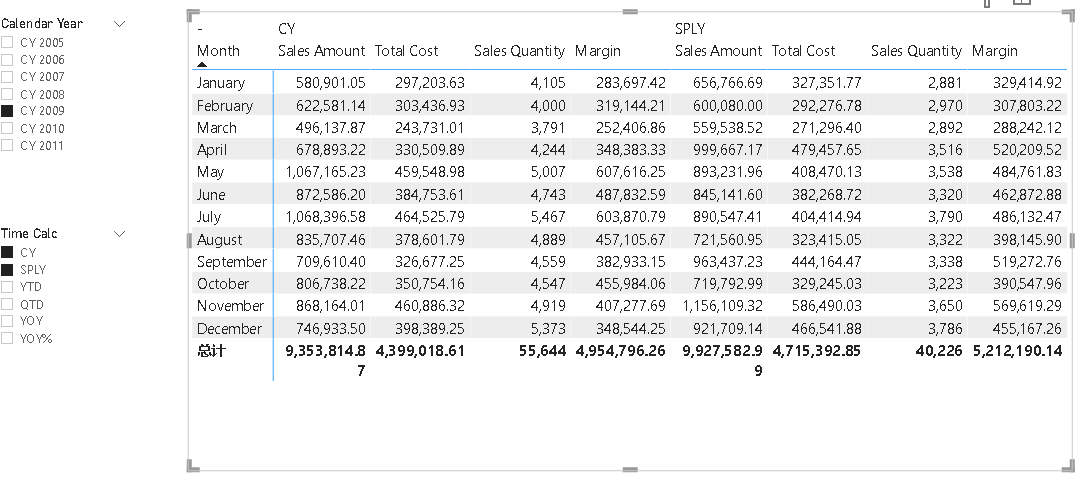 Calendar Year
CY 2005
CY 2006
CY 2007
CY 2008
CY 2009
CY 2010
CY 2011
Time Calc
CY
SPLY
YTD
QTD
YOY
YOY%
- CY SPLY
Month Sales Amount Total Cost Sales Quantity Margin Sales Amount Total Cost Sales Quantity Margin
January 580,901.05 297,203.63 4,105 283,697.42 656,766.69 327,351.77 2,881 329,414.92
February 622,581.14 303,436.93 4,000 319,144.21 600,080.00 292,276.78 2,970 307,803.22
March 496,137.87 243,731.01 3,791 252,406.86 559,538.52 271,296.40 2,892 288,242.12
April 678,893.22 330,509.89 4,244 348,383.33 999,667.17 479,457.65 3,516 520,209.52
May 1,067,165.23 459,548.98 5,007 607,616.25 893,231.96 408,470.13 3,538 484,761.83
June 872,586.20 384,753.61 4,743 487,832.59 845,141.60 382,268.72 3,320 462,872.88
July 1,068,396.58 464,525.79 5,467 603,870.79 890,547.41 404,414.94 3,790 486,132.47
August 835,707.46 378,601.79 4,889 457,105.67 721,560.95 323,415.05 3,322 398,145.90
September 709,610.40 326,677.25 4,559 382,933.15 963,437.23 444,164.47 3,338 519,272.76
October 806,738.22 350,754.16 4,547 455,984.06 719,792.99 329,245.03 3,223 390,547.96
November 868,164.01 460,886.32 4,919 407,277.69 1,156,109.32 586,490.03 3,650 569,619.29
December 746,933.50 398,389.25 5,373 348,544.25 921,709.14 466,541.88 3,786 455,167.26
总计 9,353,814.8 4,399,018.61 55,644 4,954,796.26 9,927,582.9 4,715,392.85 40,226 5,212,190.14
7 9